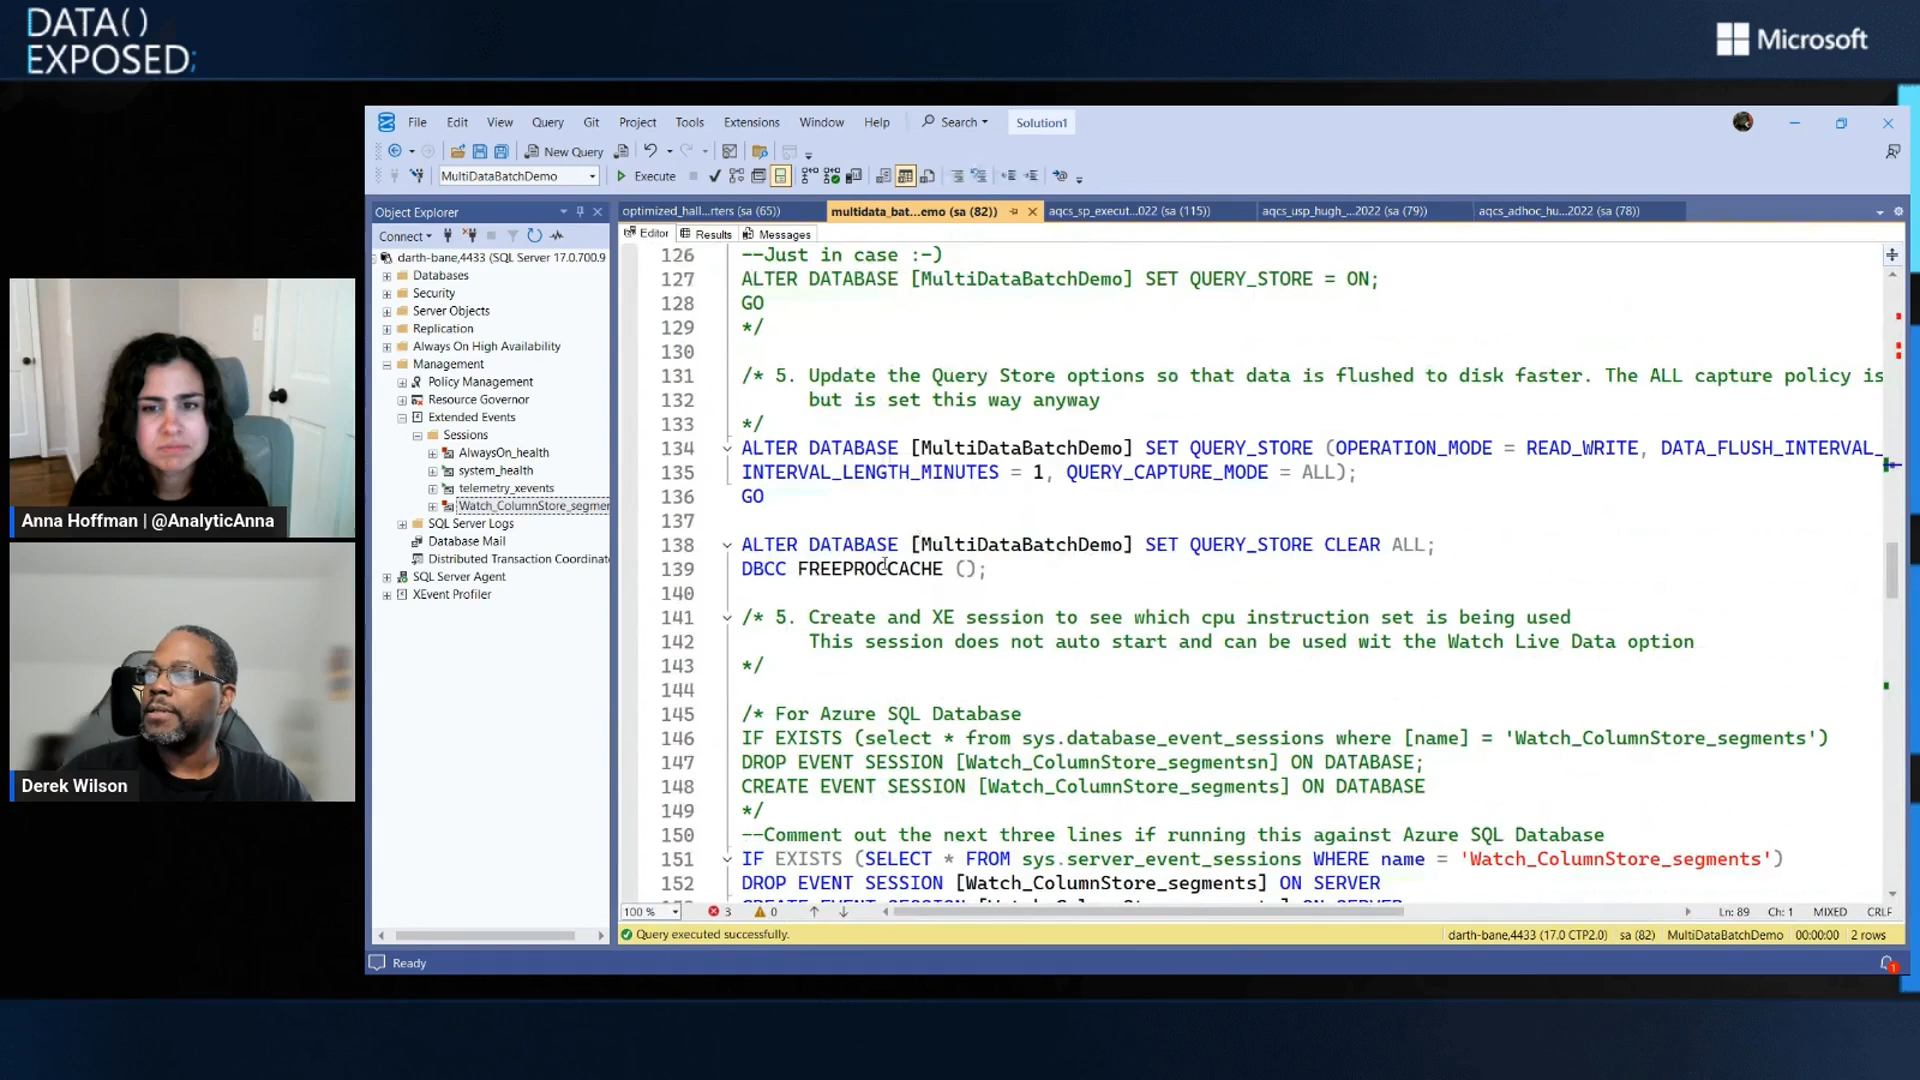 DATA()
EXPOSED;
Microsoft
File Edit View Query Git Project Tools Extensions Window Help Search Solution1
New Query
MultiDataBatchDemo Execute
Object Explorer
Connect
darth-bane,4433 (SQL Server 17.0.700.9
Databases
Security
Server Objects
Replication
Always On High Availability
Management
Policy Management
Resource Governor
Extended Events
Sessions
AlwaysOn_health
system_health
telemetry_xevents
Watch_ColumnStore_segmer
SQL Server Logs
Database Mail
Distributed Transaction Coordinato
SQL Server Agent
XEvent Profiler
optimized_hall...rters (sa (65)) multidata_bat...emo (sa (82)) aqcs_sp_execut...022 (sa (115)) aqcs_usp_hugh_...2022 (sa (79)) aqcs_adhoc_hu...2022 (sa (78))
Editor Results Messages
126 --Just in case :-)
127 ALTER DATABASE [MultiDataBatchDemo] SET QUERY_STORE = ON;
128 GO
129 */
130
131 /* 5. Update the Query Store options so that data is flushed to disk faster. The ALL capture policy is
132 but is set this way anyway
133 */
134 ALTER DATABASE [MultiDataBatchDemo] SET QUERY_STORE (OPERATION_MODE = READ_WRITE, DATA_FLUSH_INTERVAL_
135 INTERVAL_LENGTH_MINUTES = 1, QUERY_CAPTURE_MODE = ALL);
136 GO
137
138 ALTER DATABASE [MultiDataBatchDemo] SET QUERY_STORE CLEAR ALL;
139 DBCC FREEPROCCACHE ();
140
141 /* 5. Create and XE session to see which cpu instruction set is being used
142 This session does not auto start and can be used wit the Watch Live Data option
143 */
144
145 /* For Azure SQL Database
146 IF EXISTS (select * from sys.database_event_sessions where [name] = 'Watch_ColumnStore_segments')
147 DROP EVENT SESSION [Watch_ColumnStore_segmentsn] ON DATABASE;
148 CREATE EVENT SESSION [Watch_ColumnStore_segments] ON DATABASE
149 */
150 --Comment out the next three lines if running this against Azure SQL Database
151 IF EXISTS (SELECT * FROM sys.server_event_sessions WHERE name = 'Watch_ColumnStore_segments')
152 DROP EVENT SESSION [Watch_ColumnStore_segments] ON SERVER
100 % 3 0 Ln: 89 Ch: 1 MIXED CRLF
Query executed successfully. darth-bane,4433 (17.0 CTP2.0) sa (82) MultiDataBatchDemo 00:00:00 2 rows
Ready 1
Anna Hoffman | @AnalyticAnna
Derek Wilson